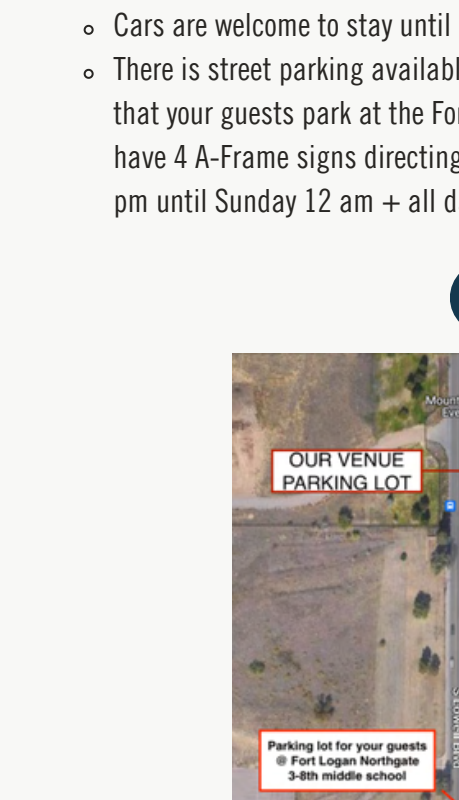 Cars are welcome to stay until
There is street parking
that your guests park at the
have 4 A-Frame signs directing
pm until Sunday 12 am + all
OUR VENUE
PARKING LOT
Parking lot for your guests
@ Fort Logan Northgate
3-8th middle school